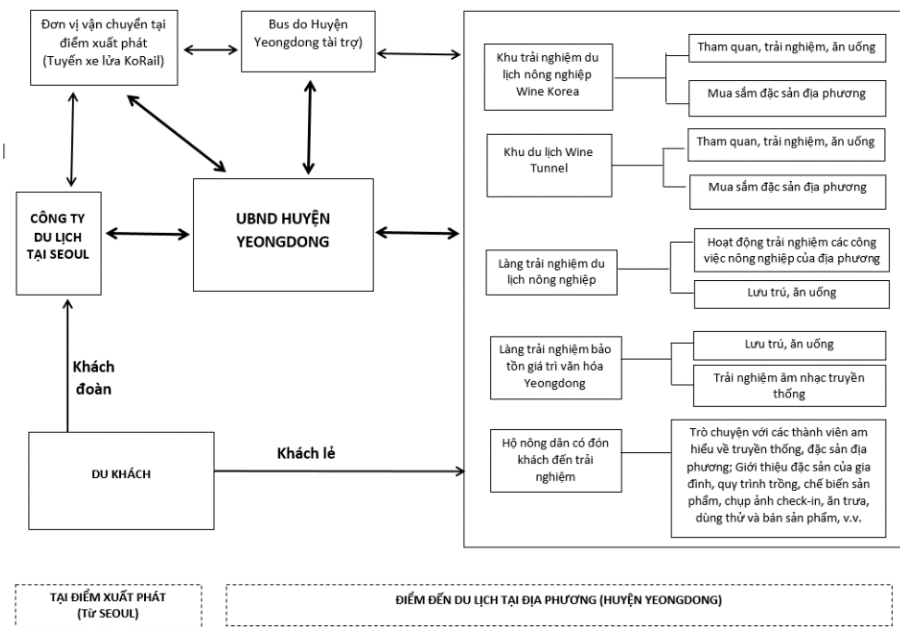 Đơn vị vận chuyển tại
điểm xuất phát
(Tuyến xe lửa KoRail)
Bus do Huyện
Yeongdong tài trợ)
CÔNG TY
DU LỊCH
TẠI SEOUL
UBND HUYỆN
YEONGDONG
Khách
đoàn
DU KHÁCH
Khách lẻ
Khu trải nghiệm du
lịch nông nghiệp
Wine Korea
Tham quan, trải nghiệm, ăn uống
Mua sắm đặc sản địa phương
Khu du lịch Wine
Tunnel
Tham quan, trải nghiệm, ăn uống
Mua sắm đặc sản địa phương
Làng trải nghiệm du
lịch nông nghiệp
Hoạt động trải nghiệm các công
việc nông nghiệp của địa phương
Lưu trú, ăn uống
Làng trải nghiệm bảo
tồn giá trì văn hóa
Yeongdong
Lưu trú, ăn uống
Trải nghiệm âm nhạc truyền
thống
Hộ nông dân có đón
khách đến trải
nghiệm
Trò chuyện với các thành viên am
hiểu về truyền thống, đặc sản địa
phương; Giới thiệu đặc sản của gia
đình, quy trình trồng, chế biến sản
phẩm, chụp ảnh check-in, ăn trưa,
dùng thử và bán sản phẩm, v.v.
TẠI ĐIỂM XUẤT PHÁT
(Từ SEOUL)
ĐIỂM ĐẾN DU LỊCH TẠI ĐỊA PHƯƠNG (HUYỆN YEONGDONG)